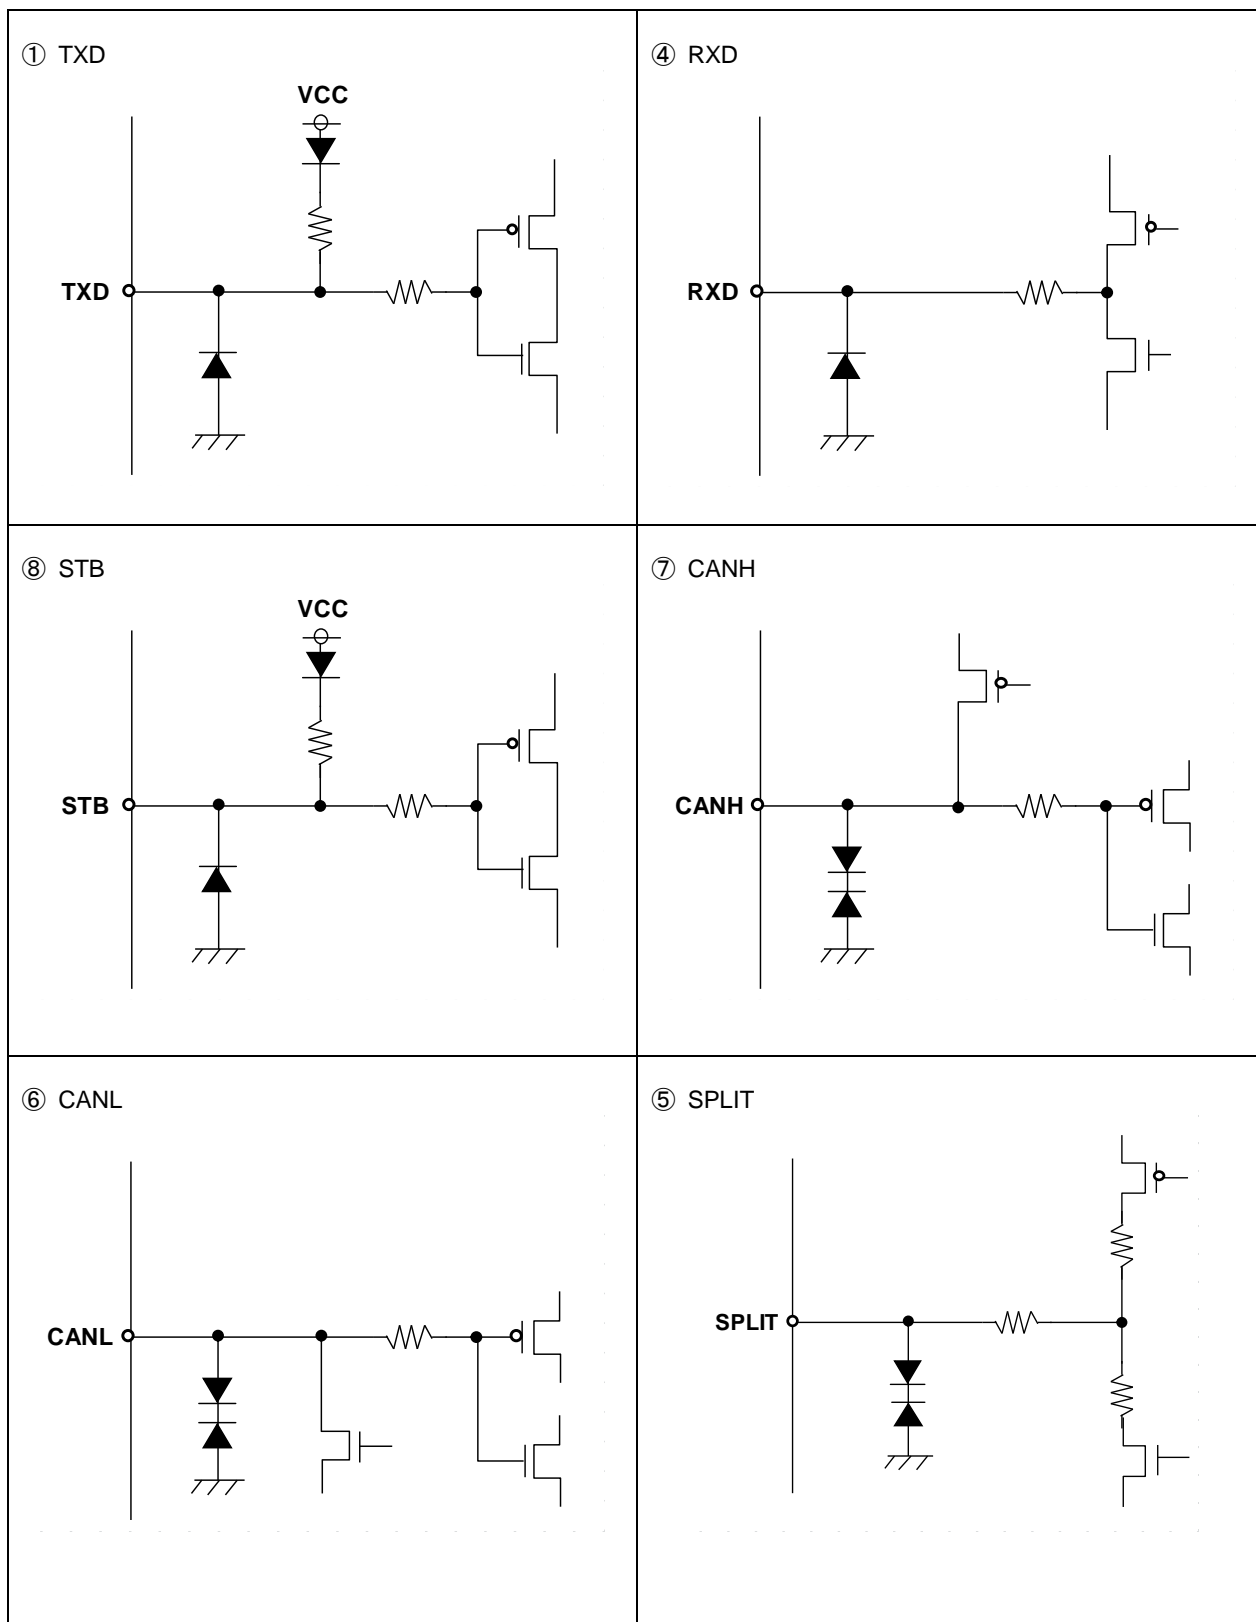 ① TXD
VCC
TXD
④ RXD
RXD
⑧ STB
VCC
STB
⑦ CANH
CANH
⑥ CANL
CANL
⑤ SPLIT
SPLIT